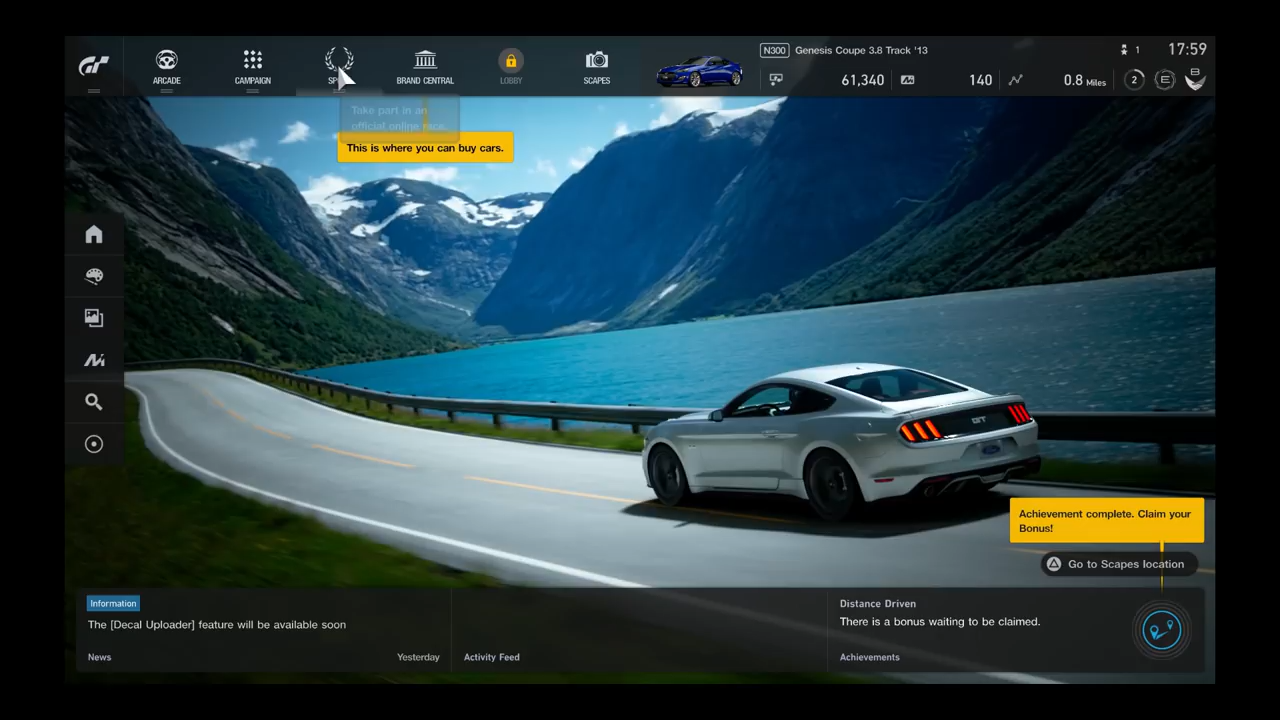 GT
ARCADE
CAMPAIGN
BRAND CENTRAL
LOBBY
SCAPES
N300 Genesis Coupe 3.8 Track '13
1 17:59
61,340 140 0.8 Miles 2 E B
Take part in an
official online race.
This is where you can buy cars.
GT
Achievement complete. Claim your
Bonus!
Go to Scapes location
Information
The [Decal Uploader] feature will be available soon
News Yesterday
Activity Feed
Distance Driven
There is a bonus waiting to be claimed.
Achievements